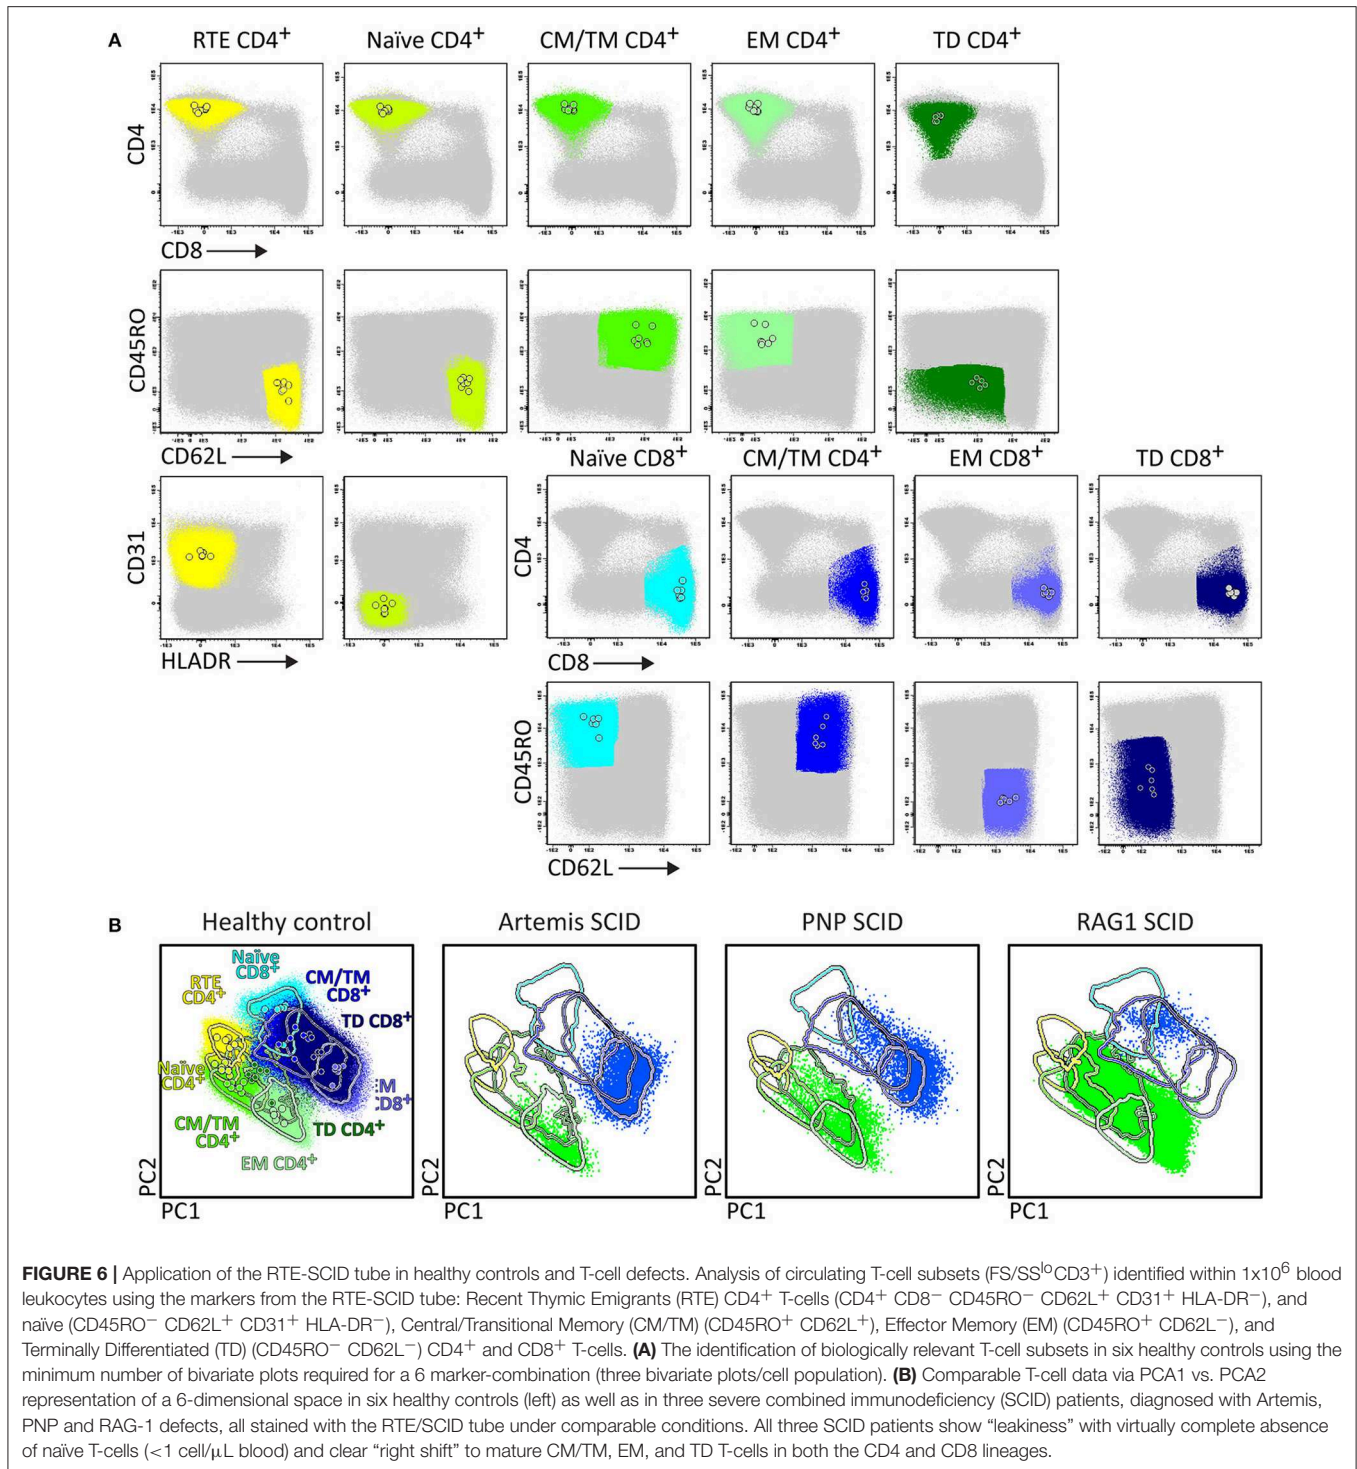 A
RTE CD4+ Naïve CD4+ CM/TM CD4+ EM CD4+ TD CD4+
CD4
CD8
CD45RO
CD62L
Naïve CD8+ CM/TM CD4+ EM CD8+ TD CD8+
CD31
HLADR
CD4
CD8
CD45RO
CD62L
B
Healthy control Artemis SCID PNP SCID RAG1 SCID
Naïve
CD8+
RTE
CD4+
CM/TM
CD8+
TD CD8+
Naïve
CD4+
EM
CD8+
CM/TM
CD4+
TD CD4+
EM CD4+
PC2 PC2 PC2 PC2
PC1 PC1 PC1 PC1
FIGURE 6 | Application of the RTE-SCID tube in healthy controls and T-cell defects. Analysis of circulating T-cell subsets (FS/SSloCD3+) identified within 1x10⁶ blood
leukocytes using the markers from the RTE-SCID tube: Recent Thymic Emigrants (RTE) CD4+ T-cells (CD4+ CD8− CD45RO− CD62L+ CD31+ HLA-DR−), and
naïve (CD45RO− CD62L+ CD31+ HLA-DR−), Central/Transitional Memory (CM/TM) (CD45RO+ CD62L+), Effector Memory (EM) (CD45RO+ CD62L−), and
Terminally Differentiated (TD) (CD45RO− CD62L−) CD4+ and CD8+ T-cells. (A) The identification of biologically relevant T-cell subsets in six healthy controls using the
minimum number of bivariate plots required for a 6 marker-combination (three bivariate plots/cell population). (B) Comparable T-cell data via PCA1 vs. PCA2
representation of a 6-dimensional space in six healthy controls (left) as well as in three severe combined immunodeficiency (SCID) patients, diagnosed with Artemis,
PNP and RAG-1 defects, all stained with the RTE/SCID tube under comparable conditions. All three SCID patients show “leakiness” with virtually complete absence
of naïve T-cells (<1 cell/μL blood) and clear “right shift” to mature CM/TM, EM, and TD T-cells in both the CD4 and CD8 lineages.